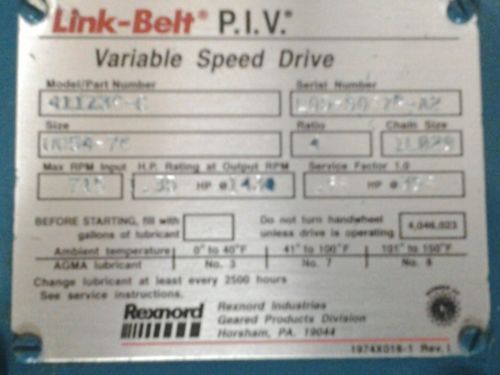 Link-Belt® P.I.V.®
Variable Speed Drive
Model/Part Number Serial Number
Size Ratio Chain Size
4
Max RPM Input H.P. Rating at Output RPM Service Factor 1.0
HP @ HP @
BEFORE STARTING, fill with gallons of lubricant
Do not turn handwheel unless drive is operating
4,046,023
Ambient temperature 0° to 40°F 41° to 100°F 101° to 150°F
AGMA lubricant No. 3 No. 7 No. 8
Change lubricant at least every 2500 hours
See service instructions.
Rexnord
Rexnord Industries
Geared Products Division
Horsham, PA. 19044
1974X018-1 Rev. 1